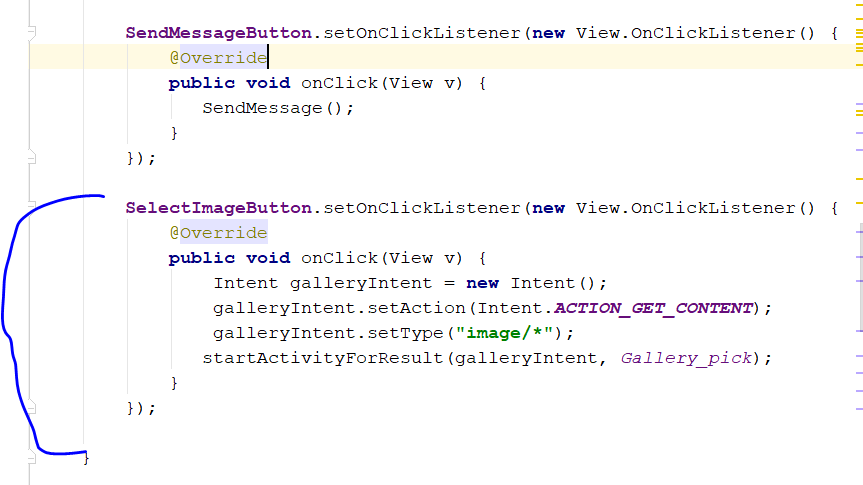 SendMessageButton.setOnClickListener(new View.OnClickListener() {
@Override
public void onClick(View v) {
SendMessage();
}
});
SelectImageButton.setOnClickListener(new View.OnClickListener() {
@Override
public void onClick(View v) {
Intent galleryIntent = new Intent();
galleryIntent.setAction(Intent.ACTION_GET_CONTENT);
galleryIntent.setType("image/*");
startActivityForResult(galleryIntent, Gallery_pick);
}
});
}